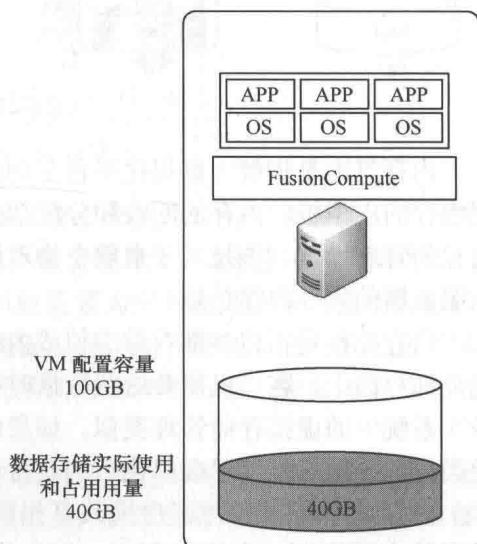 APP APP APP
OS OS OS
FusionCompute
VM 配置容量
100GB
数据存储实际使用
和占用用量
40GB
40GB